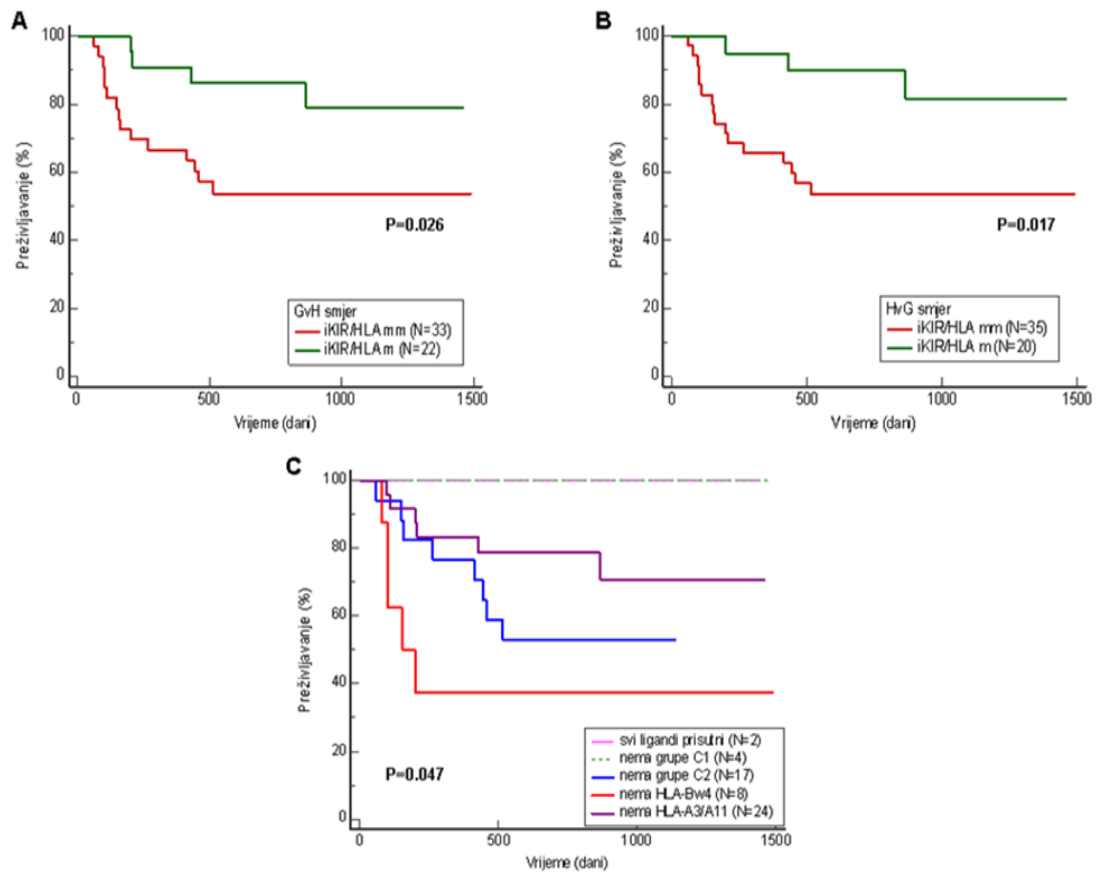 A
100
80
60
40
20
0
Preživljavanje (%)
P=0.026
GvH smjer
iKIR/HLA mm (N=33)
iKIR/HLA m (N=22)
0 500 1000 1500
Vrijeme (dani)
B
100
80
60
40
20
0
Preživljavanje (%)
P=0.017
HvG smjer
iKIR/HLA mm (N=35)
iKIR/HLA m (N=20)
0 500 1000 1500
Vrijeme (dani)
C
100
80
60
40
20
0
Preživljavanje (%)
P=0.047
svi ligandi prisutni (N=2)
nema grupe C1 (N=4)
nema grupe C2 (N=17)
nema HLA-Bw4 (N=8)
nema HLA-A3/A11 (N=24)
0 500 1000 1500
Vrijeme (dani)